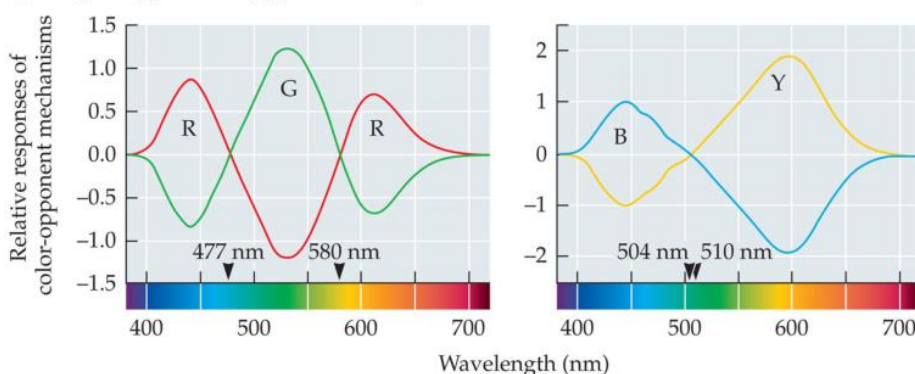 Relative responses of
color-opponent mechanisms
1.5
1.0
0.5
0.0
–0.5
–1.0
–1.5
R
G
R
477 nm
580 nm
400
500
600
700
2
1
0
–1
–2
B
Y
504 nm
510 nm
400
500
600
700
Wavelength (nm)